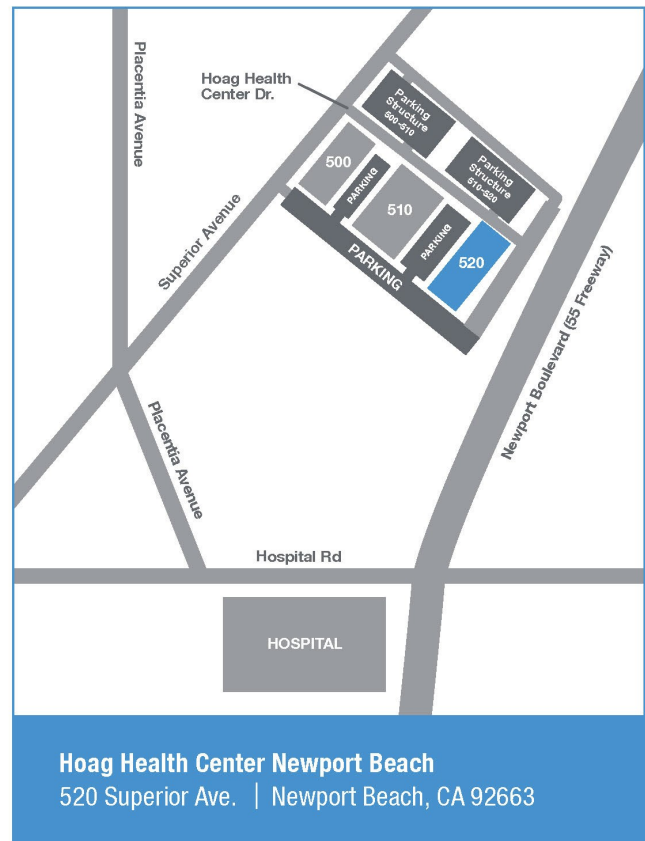 Placentia Avenue
Hoag Health
Center Dr.
Parking
Structure
500-510
Parking
Structure
510-520
500
PARKING
510
PARKING
520
PARKING
Superior Avenue
Newport Boulevard (55 Freeway)
Placentia Avenue
Hospital Rd
HOSPITAL
Hoag Health Center Newport Beach
520 Superior Ave. | Newport Beach, CA 92663